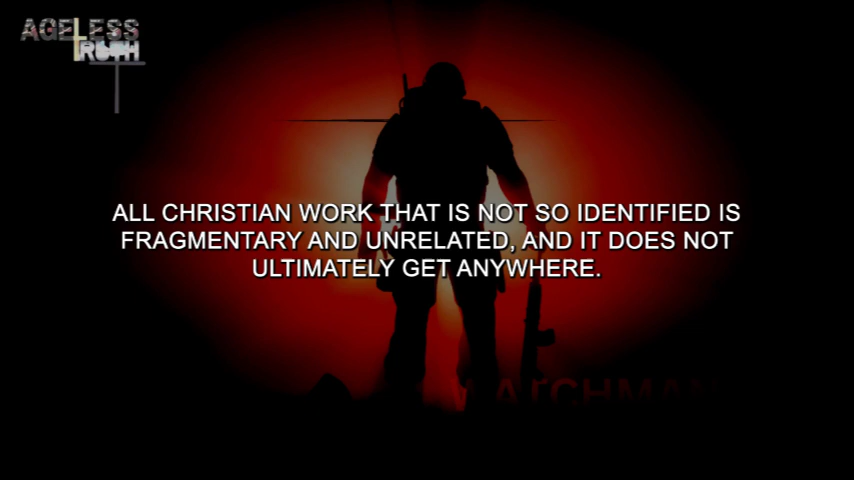 AGELESS
TRUTH
ALL CHRISTIAN WORK THAT IS NOT SO IDENTIFIED IS
FRAGMENTARY AND UNRELATED, AND IT DOES NOT
ULTIMATELY GET ANYWHERE.
WATCHMAN